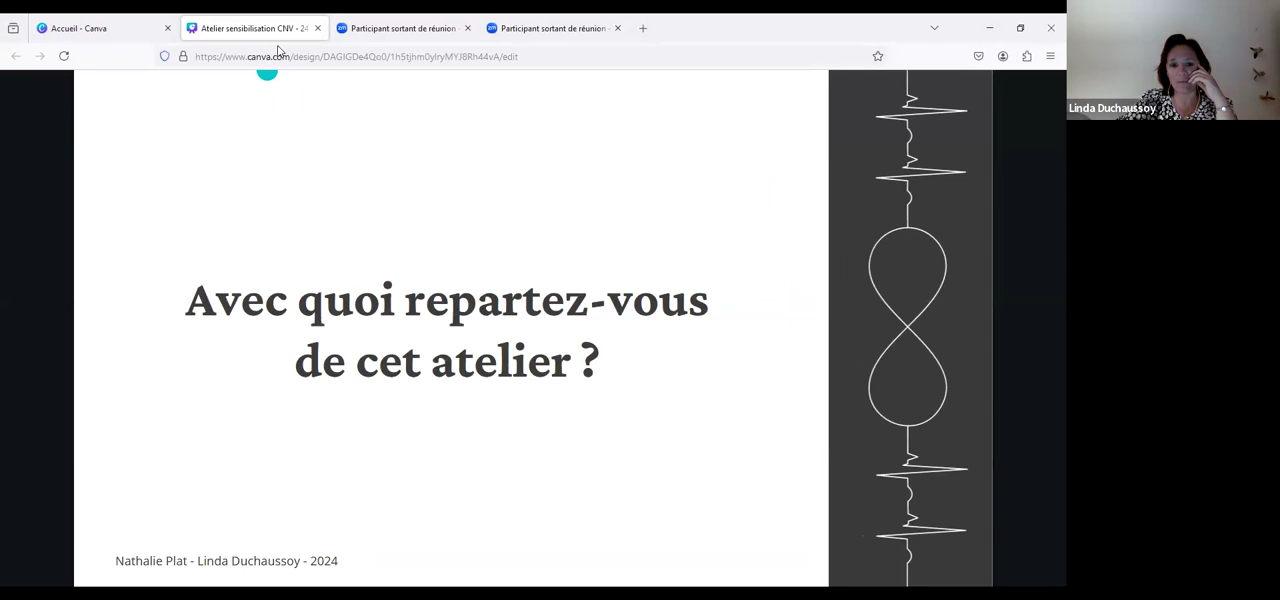 Accueil - Canva
Atelier sensibilisation CNV - 24
Participant sortant de réunion -
Participant sortant de réunion -
https://www.canva.com/design/DAGIGDe4Qo0/1h5tjhm0ylryMYJ8Rh44vA/edit
Linda Duchaussoy
Avec quoi repartez-vous
de cet atelier ?
Nathalie Plat - Linda Duchaussoy - 2024